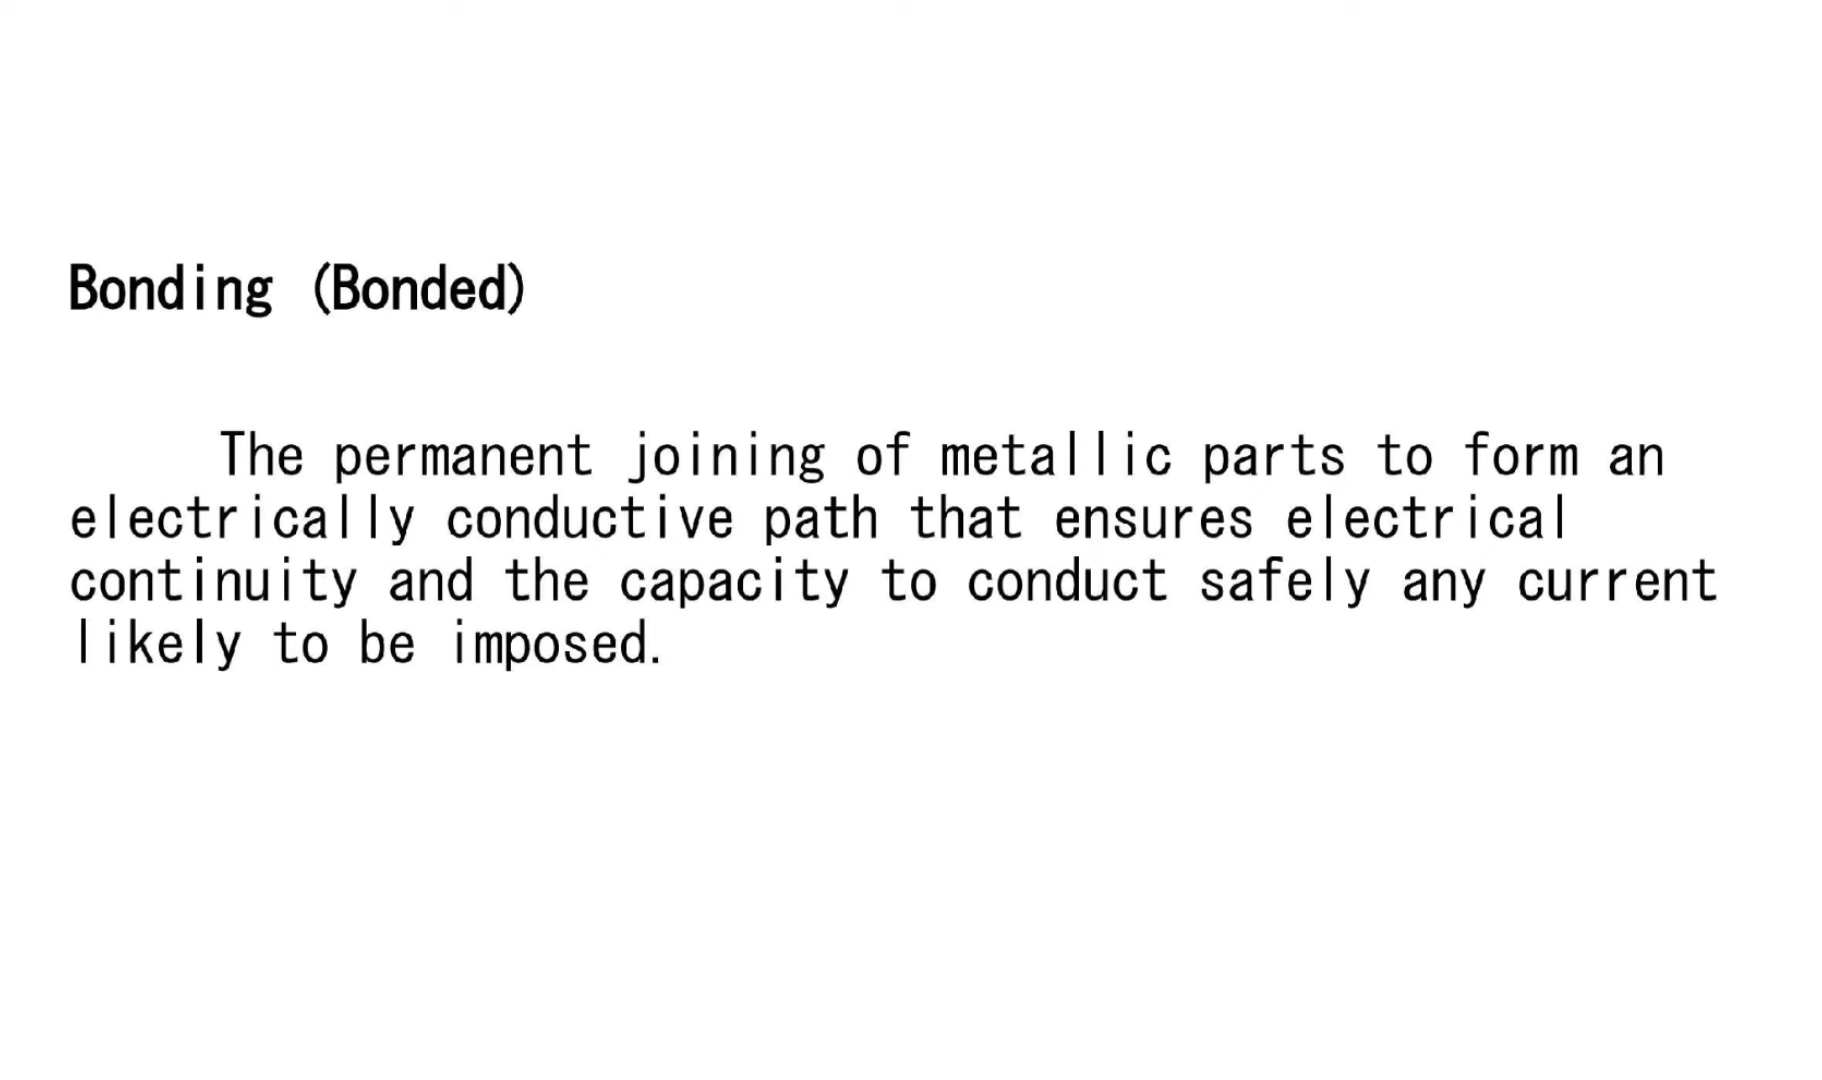 Bonding (Bonded)
The permanent joining of metallic parts to form an
electrically conductive path that ensures electrical
continuity and the capacity to conduct safely any current
likely to be imposed.